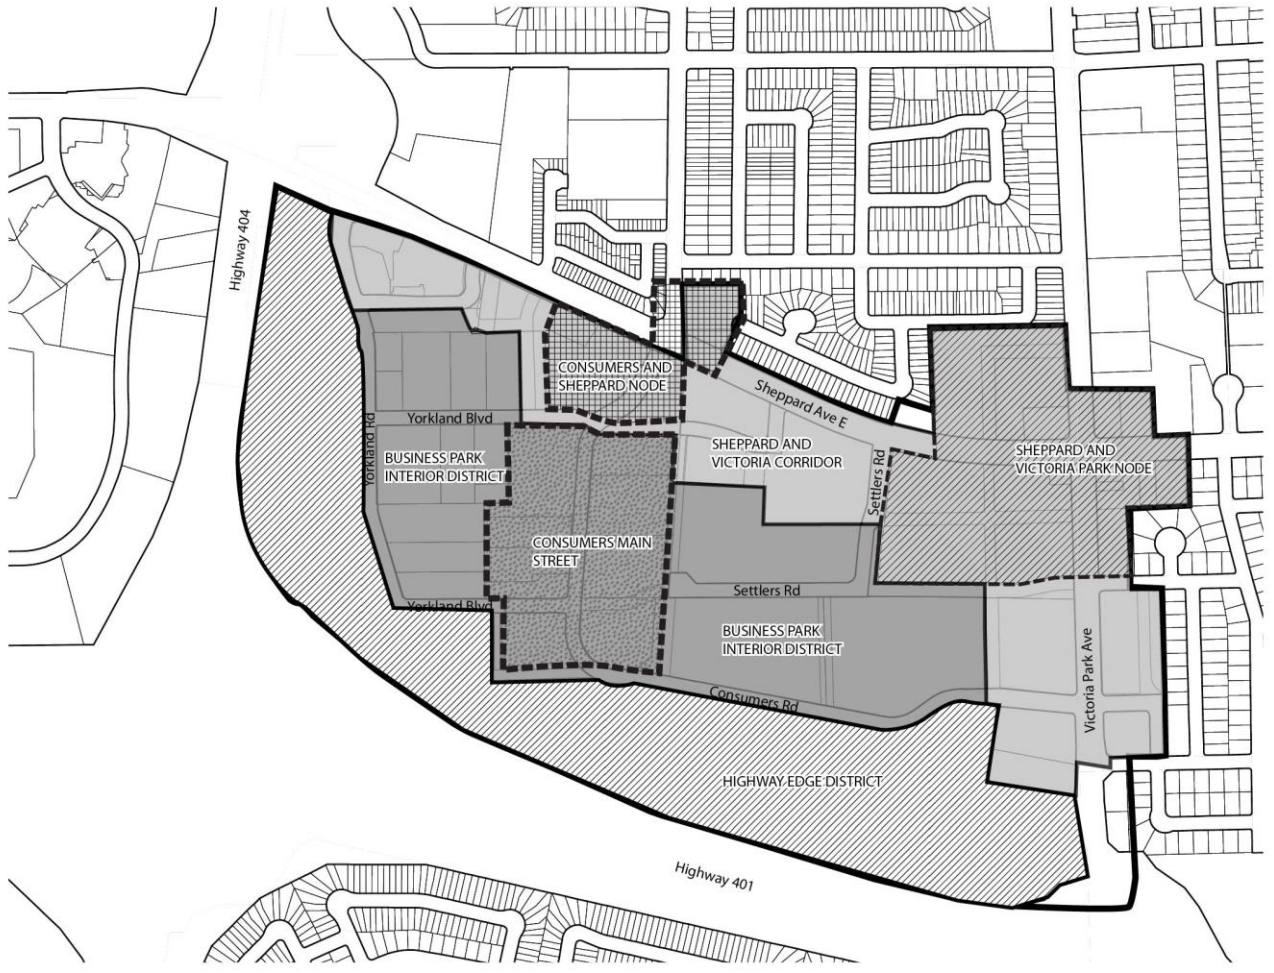 Highway 404
CONSUMERS AND
SHEPPARD NODE
Sheppard Ave E
Yorkland Blvd
Yorkland Rd
BUSINESS PARK
INTERIOR DISTRICT
SHEPPARD AND
VICTORIA CORRIDOR
Settlers Rd
SHEPPARD AND
VICTORIA PARK NODE
CONSUMERS MAIN
STREET
Yorkland Blvd
Settlers Rd
BUSINESS PARK
INTERIOR DISTRICT
Victoria Park Ave
Consumers Rd
HIGHWAY EDGE DISTRICT
Highway 401